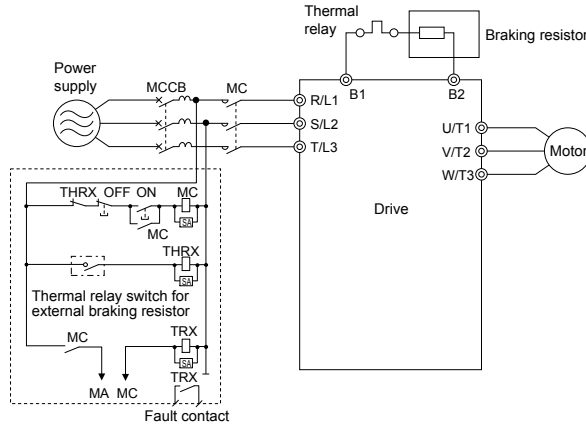 Thermal
relay
Braking resistor
B1
B2
Power
supply
MCCB
MC
R/L1
S/L2
T/L3
U/T1
V/T2
W/T3
Motor
Drive
THRX OFF ON MC
SA
MC
THRX
SA
Thermal relay switch for
external braking resistor
MC
TRX
SA
MA MC
TRX
Fault contact